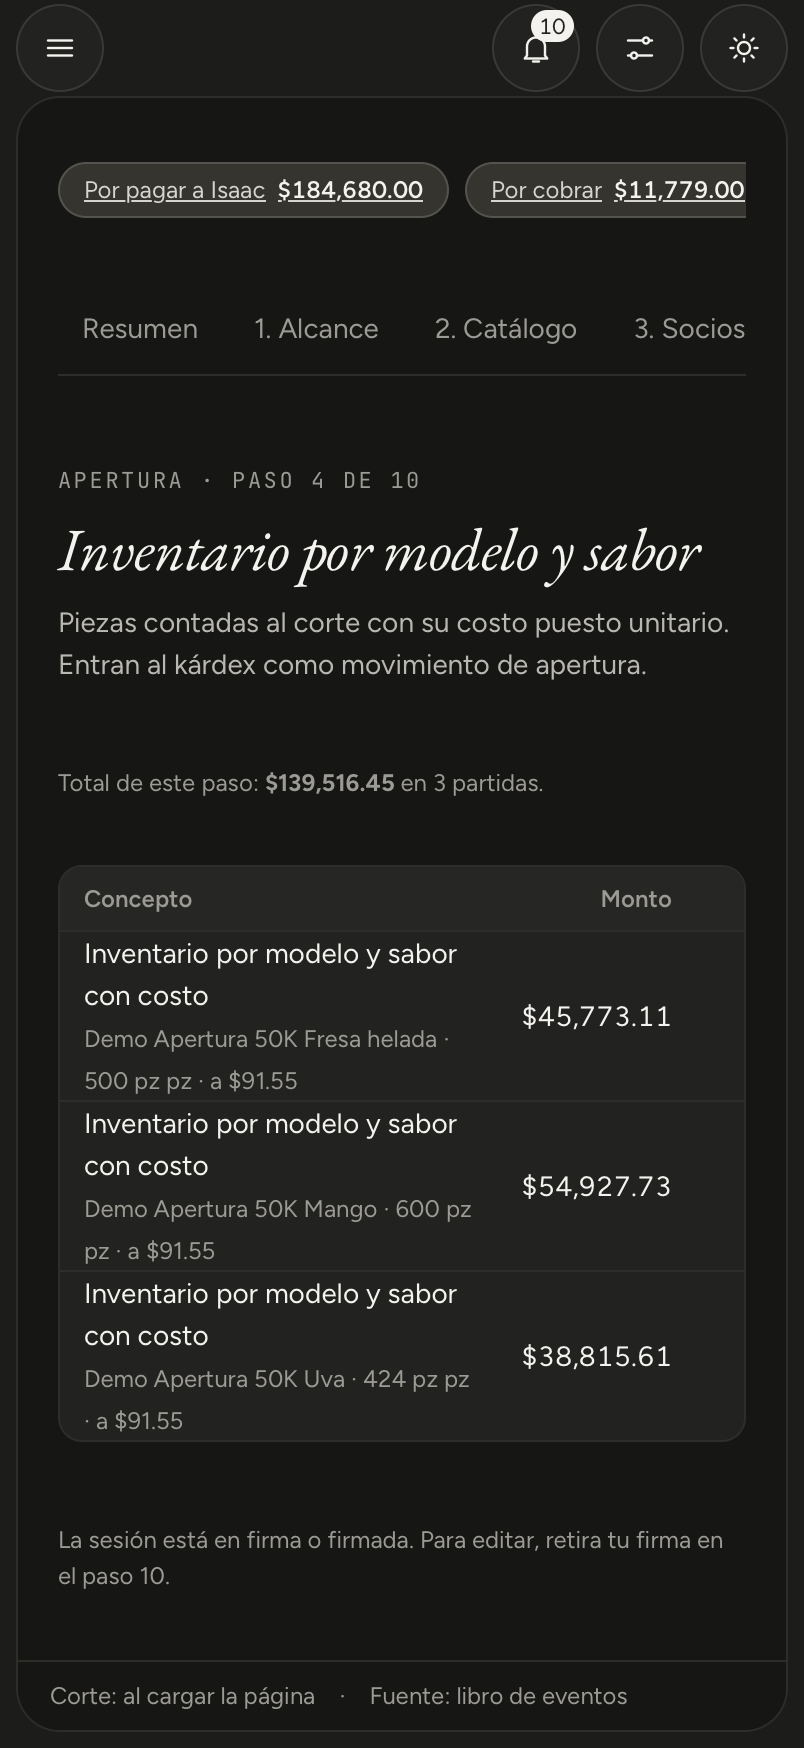 10
Por pagar a Isaac $184,680.00 Por cobrar $11,779.00
Resumen 1. Alcance 2. Catálogo 3. Socios
APERTURA · PASO 4 DE 10
Inventario por modelo y sabor
Piezas contadas al corte con su costo puesto unitario.
Entran al kárdex como movimiento de apertura.
Total de este paso: $139,516.45 en 3 partidas.
Concepto Monto
Inventario por modelo y sabor
con costo
Demo Apertura 50K Fresa helada ·
500 pz pz · a $91.55
$45,773.11
Inventario por modelo y sabor
con costo
Demo Apertura 50K Mango · 600 pz
pz · a $91.55
$54,927.73
Inventario por modelo y sabor
con costo
Demo Apertura 50K Uva · 424 pz pz
· a $91.55
$38,815.61
La sesión está en firma o firmada. Para editar, retira tu firma en
el paso 10.
Corte: al cargar la página · Fuente: libro de eventos